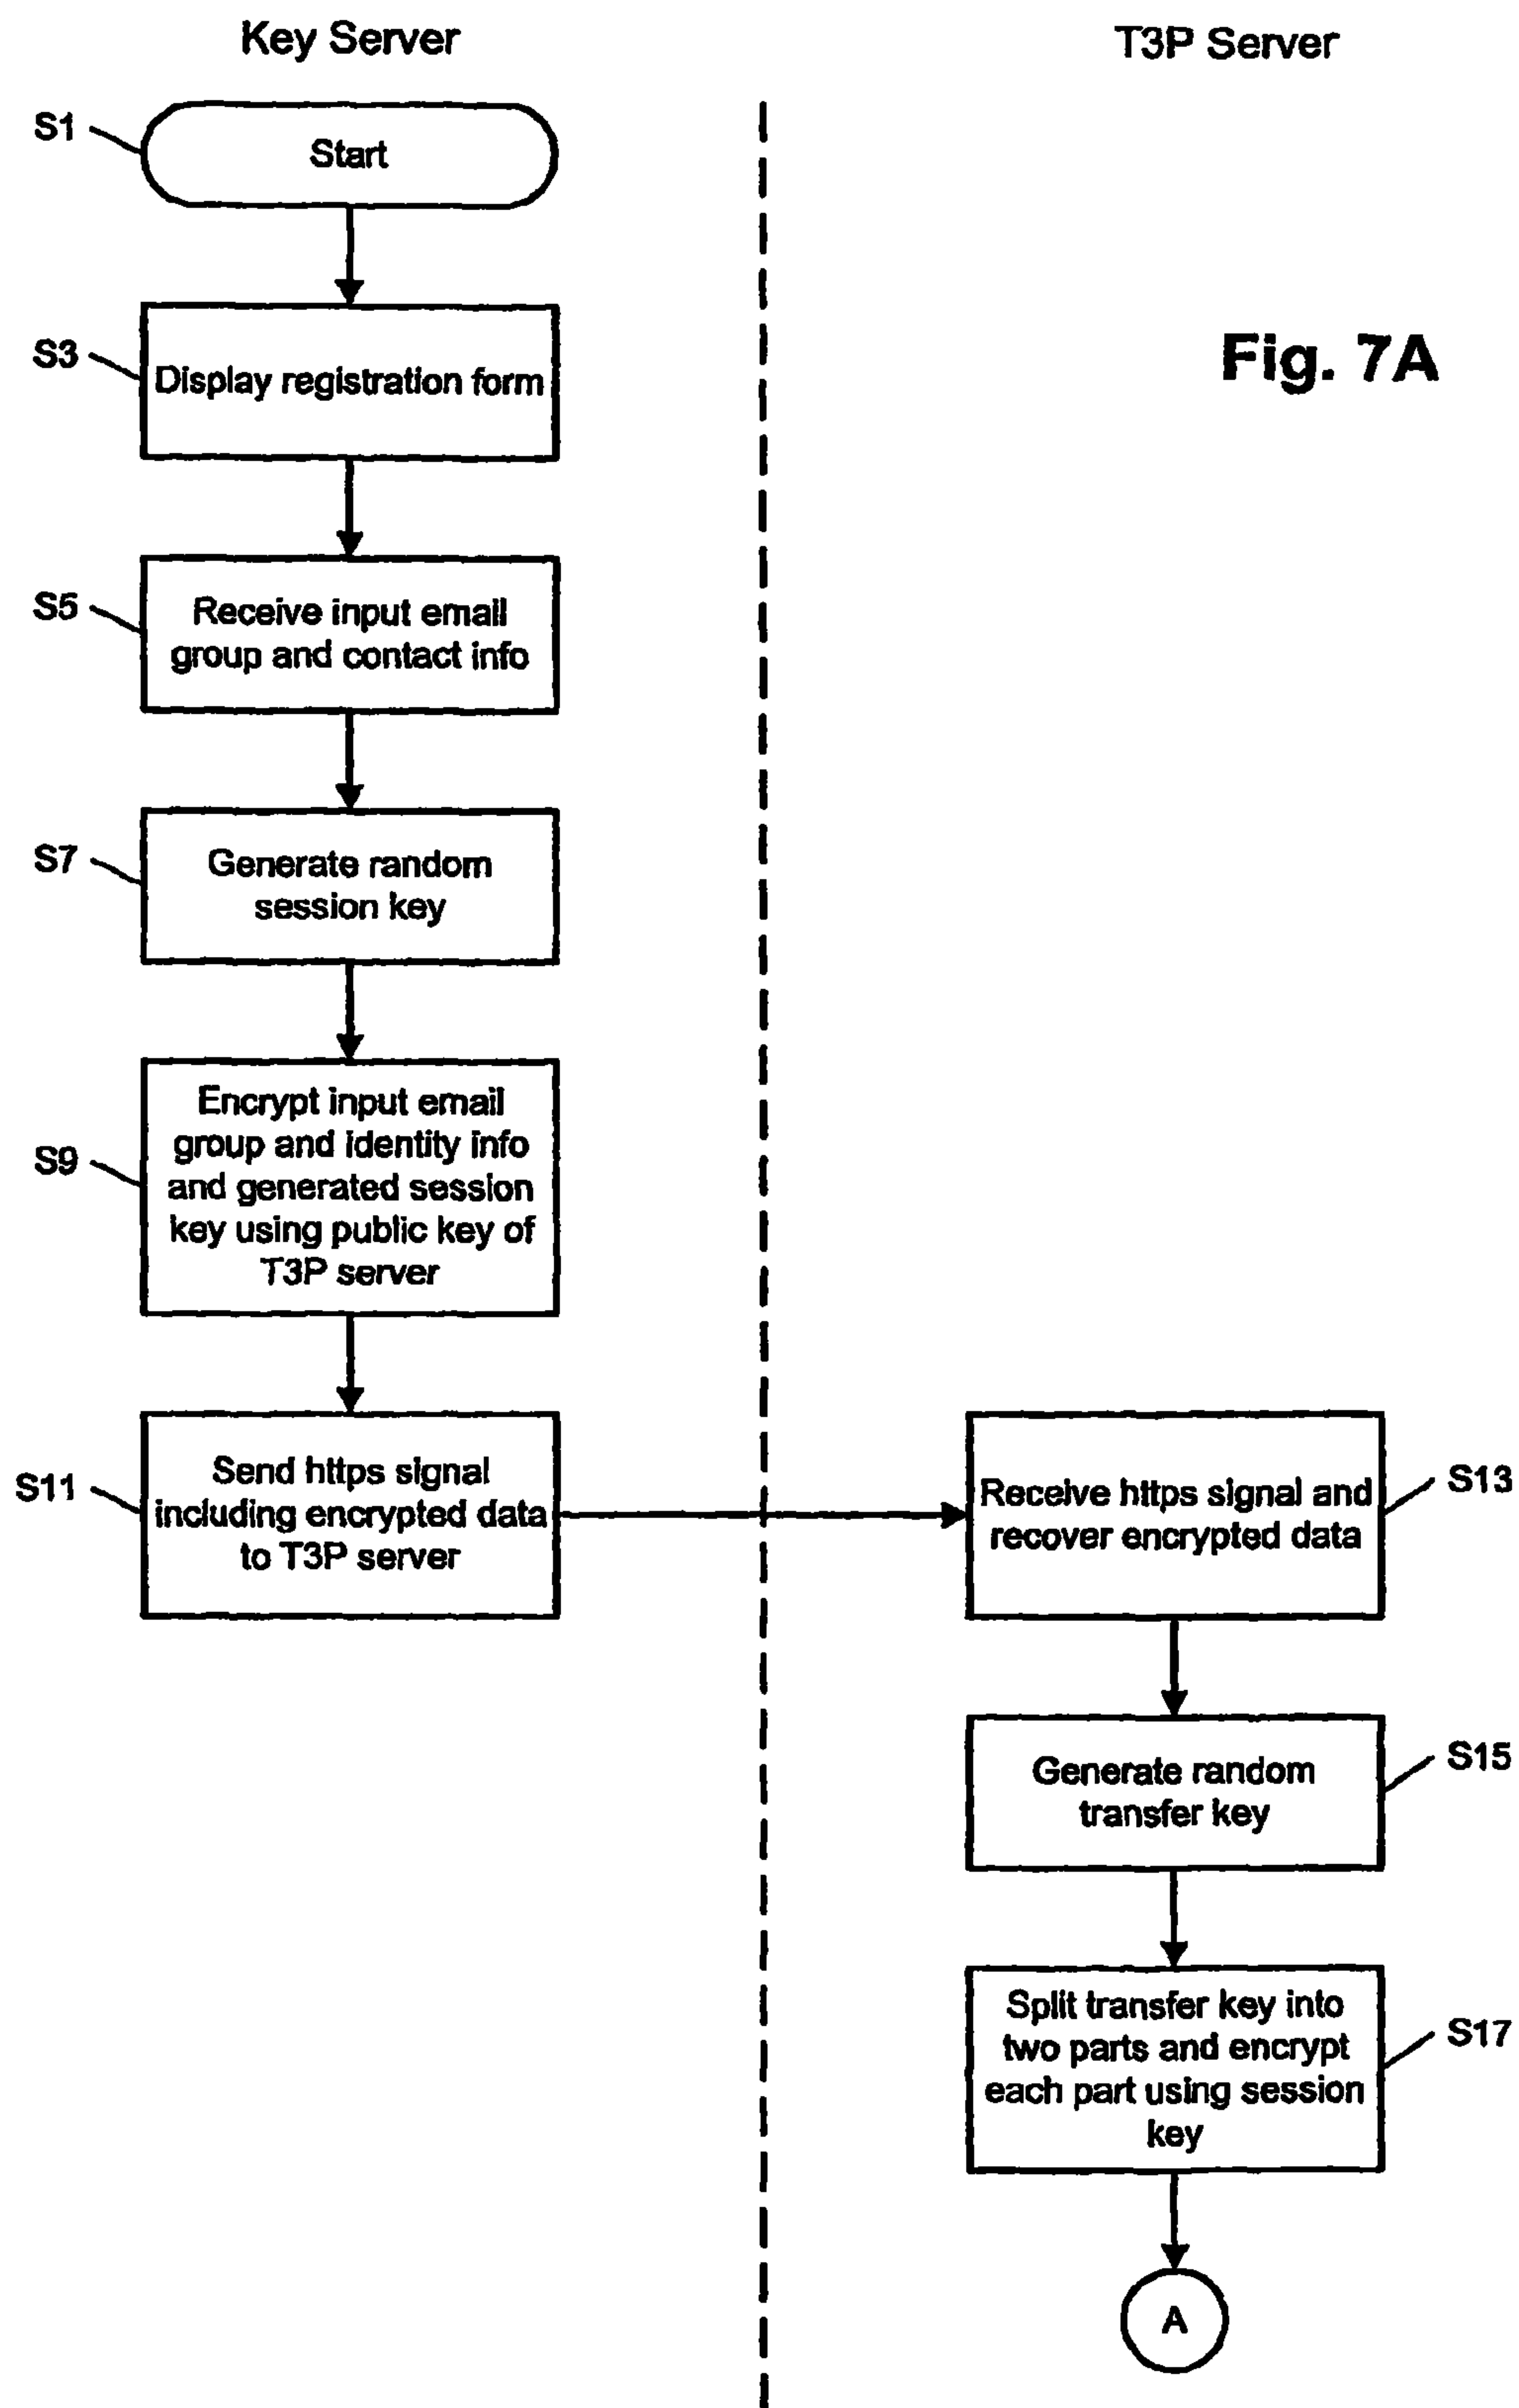 Key Server
T3P Server
S1
Start
Fig. 7A
S3
Display registration form
S5
Receive input email
group and contact info
S7
Generate random
session key
S9
Encrypt input email
group and identity info
and generated session
key using public key of
T3P server
S11
Send https signal
including encrypted data
to T3P server
Receive https signal and
recover encrypted data
S13
Generate random
transfer key
S15
Split transfer key into
two parts and encrypt
each part using session
key
S17
A